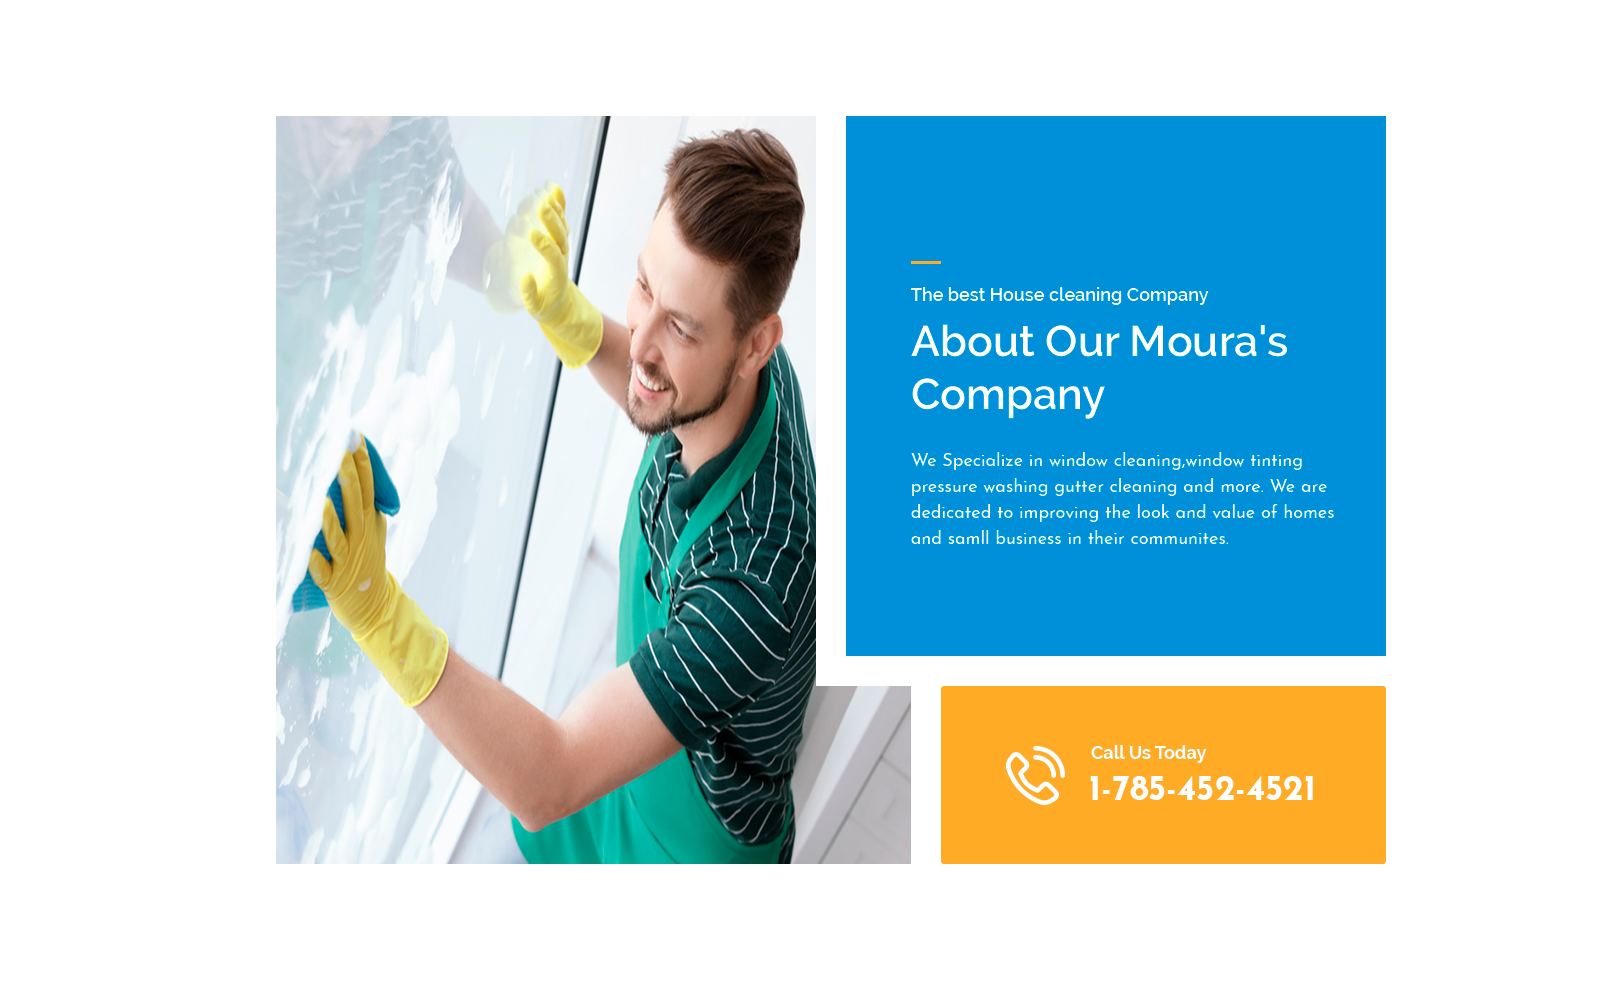 The best House cleaning Company
About Our Moura's
Company
We Specialize in window cleaning,window tinting
pressure washing gutter cleaning and more. We are
dedicated to improving the look and value of homes
and samll business in their communites.
Call Us Today
1-785-452-4521